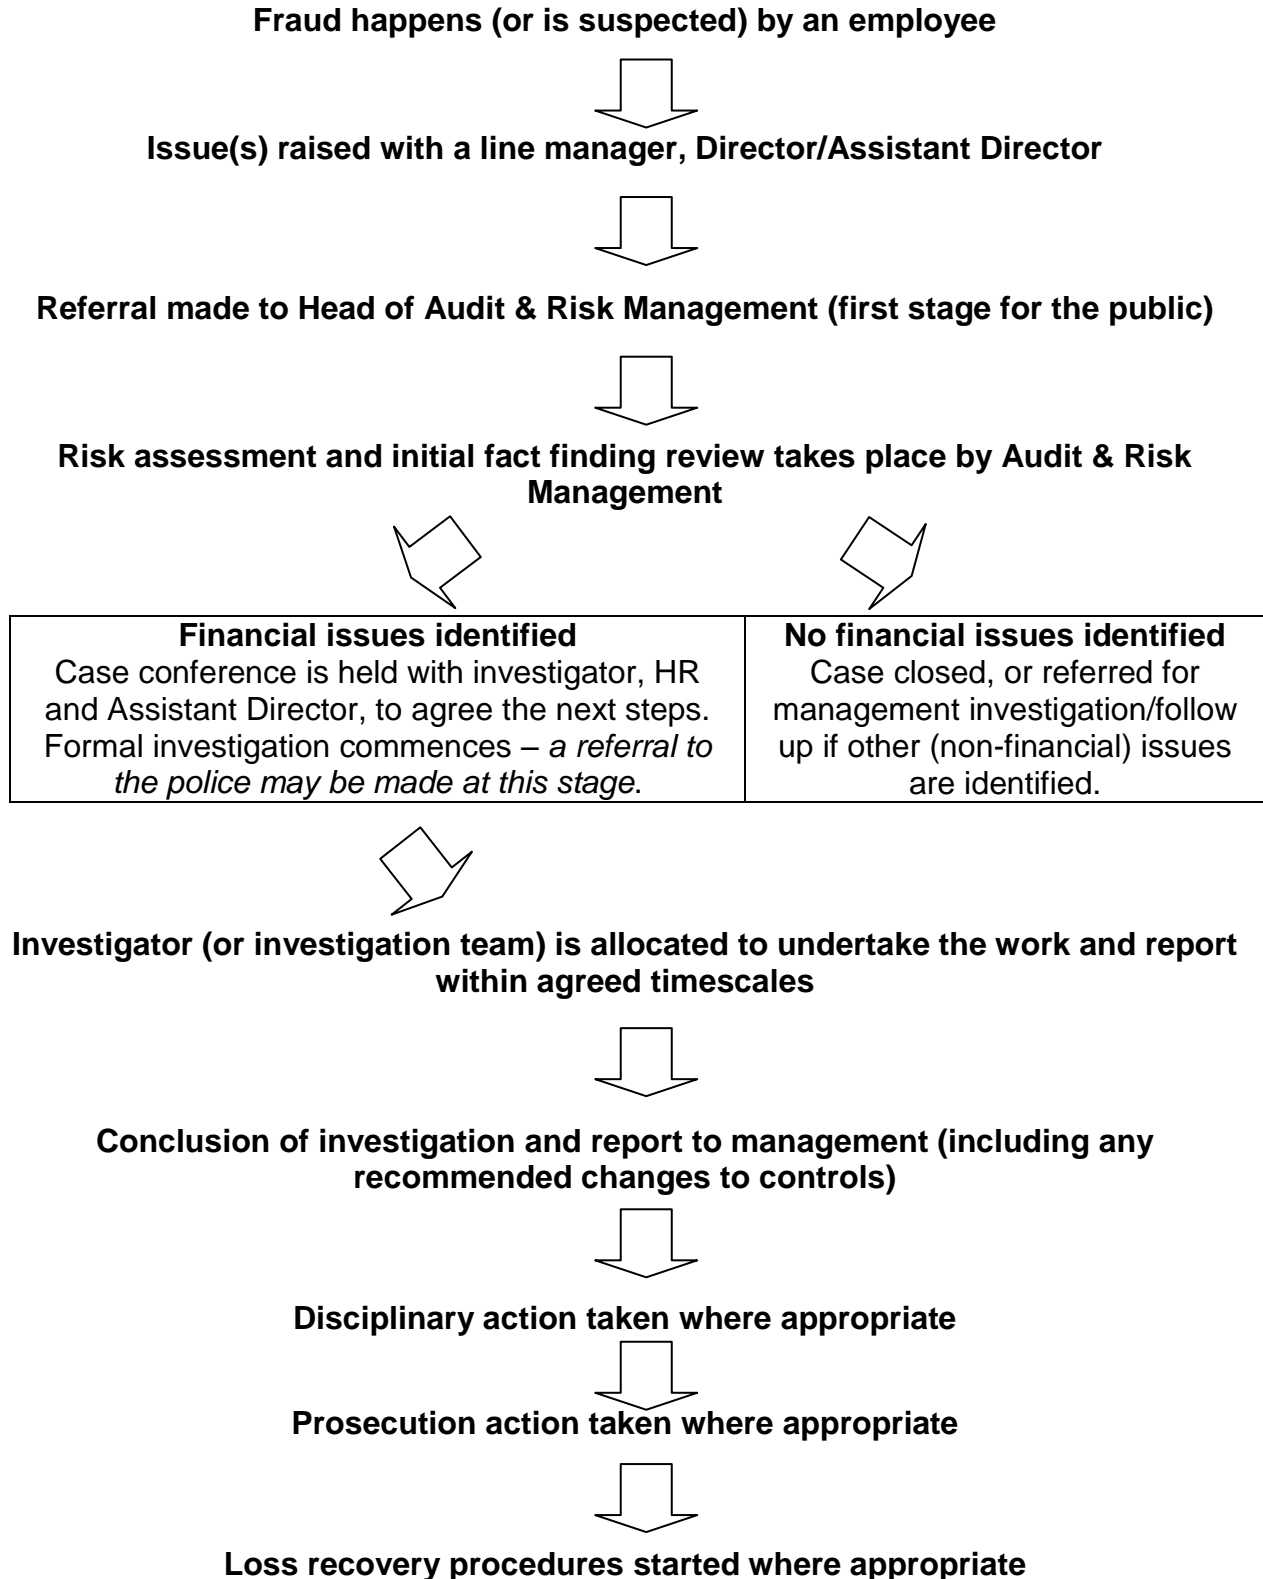 Fraud happens (or is suspected) by an employee
Issue(s) raised with a line manager, Director/Assistant Director
Referral made to Head of Audit & Risk Management (first stage for the public)
Risk assessment and initial fact finding review takes place by Audit & Risk
Management
Financial issues identified
Case conference is held with investigator, HR
and Assistant Director, to agree the next steps.
Formal investigation commences – a referral to
the police may be made at this stage.
No financial issues identified
Case closed, or referred for
management investigation/follow
up if other (non-financial) issues
are identified.
Investigator (or investigation team) is allocated to undertake the work and report
within agreed timescales
Conclusion of investigation and report to management (including any
recommended changes to controls)
Disciplinary action taken where appropriate
Prosecution action taken where appropriate
Loss recovery procedures started where appropriate